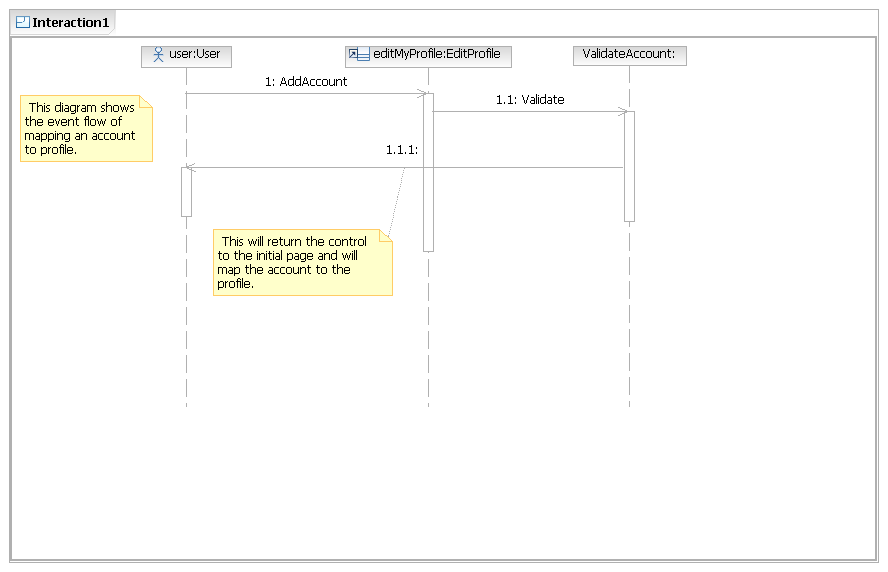 Interaction1
user:User
editMyProfile:EditProfile
ValidateAccount:
1: AddAccount
1.1: Validate
This diagram shows
the event flow of
mapping an account
to profile.
1.1.1:
This will return the control
to the initial page and will
map the account to the
profile.